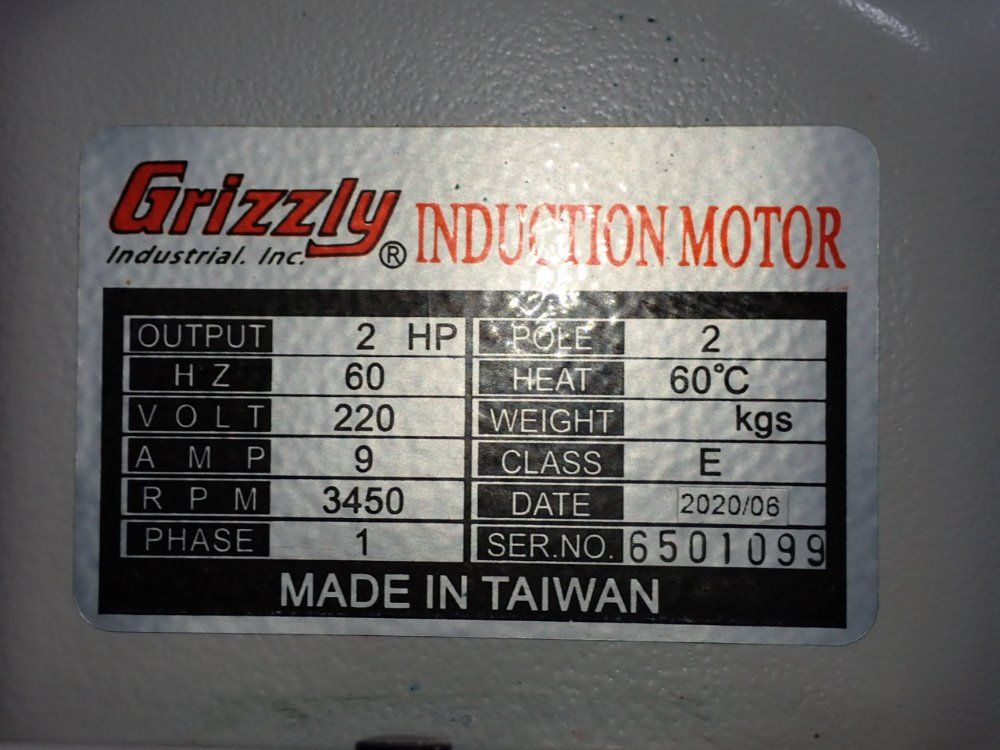 Grizzly
Industrial. Inc. ® INDUCTION MOTOR
OUTPUT 2 HP POLE 2
HZ 60 HEAT 60°C
VOLT 220 WEIGHT kgs
AMP 9 CLASS E
RPM 3450 DATE 2020/06
PHASE 1 SER.NO. 6501099
MADE IN TAIWAN